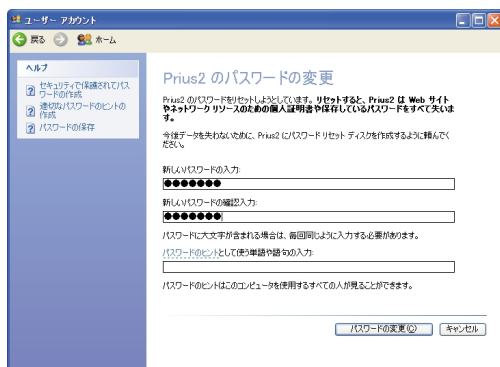 ユーザー アカウント
戻る
ホーム
ヘルプ
セキュリティで保護されてパス
ワードの作成
適切なパスワードのヒントの
作成
パスワードの保存
Prius2 のパスワードの変更
Prius2 のパスワードをリセットしようとしています。リセットすると、Prius2 は Web サイト
やネットワーク リソースのための個人証明書や保存しているパスワードをすべて失いま
す。
今後データを失わないために、Prius2 にパスワード リセット ディスクを作成するように頼んでく
ださい。
新しいパスワードの入力:
●●●●●●●
新しいパスワードの確認入力:
●●●●●●●
パスワードに大文字が含まれる場合は、毎回同じように入力する必要があります。
パスワードのヒントとして使う単語や語句の入力:
パスワードのヒントはこのコンピュータを使用するすべての人が見ることができます。
パスワードの変更(C)
キャンセル